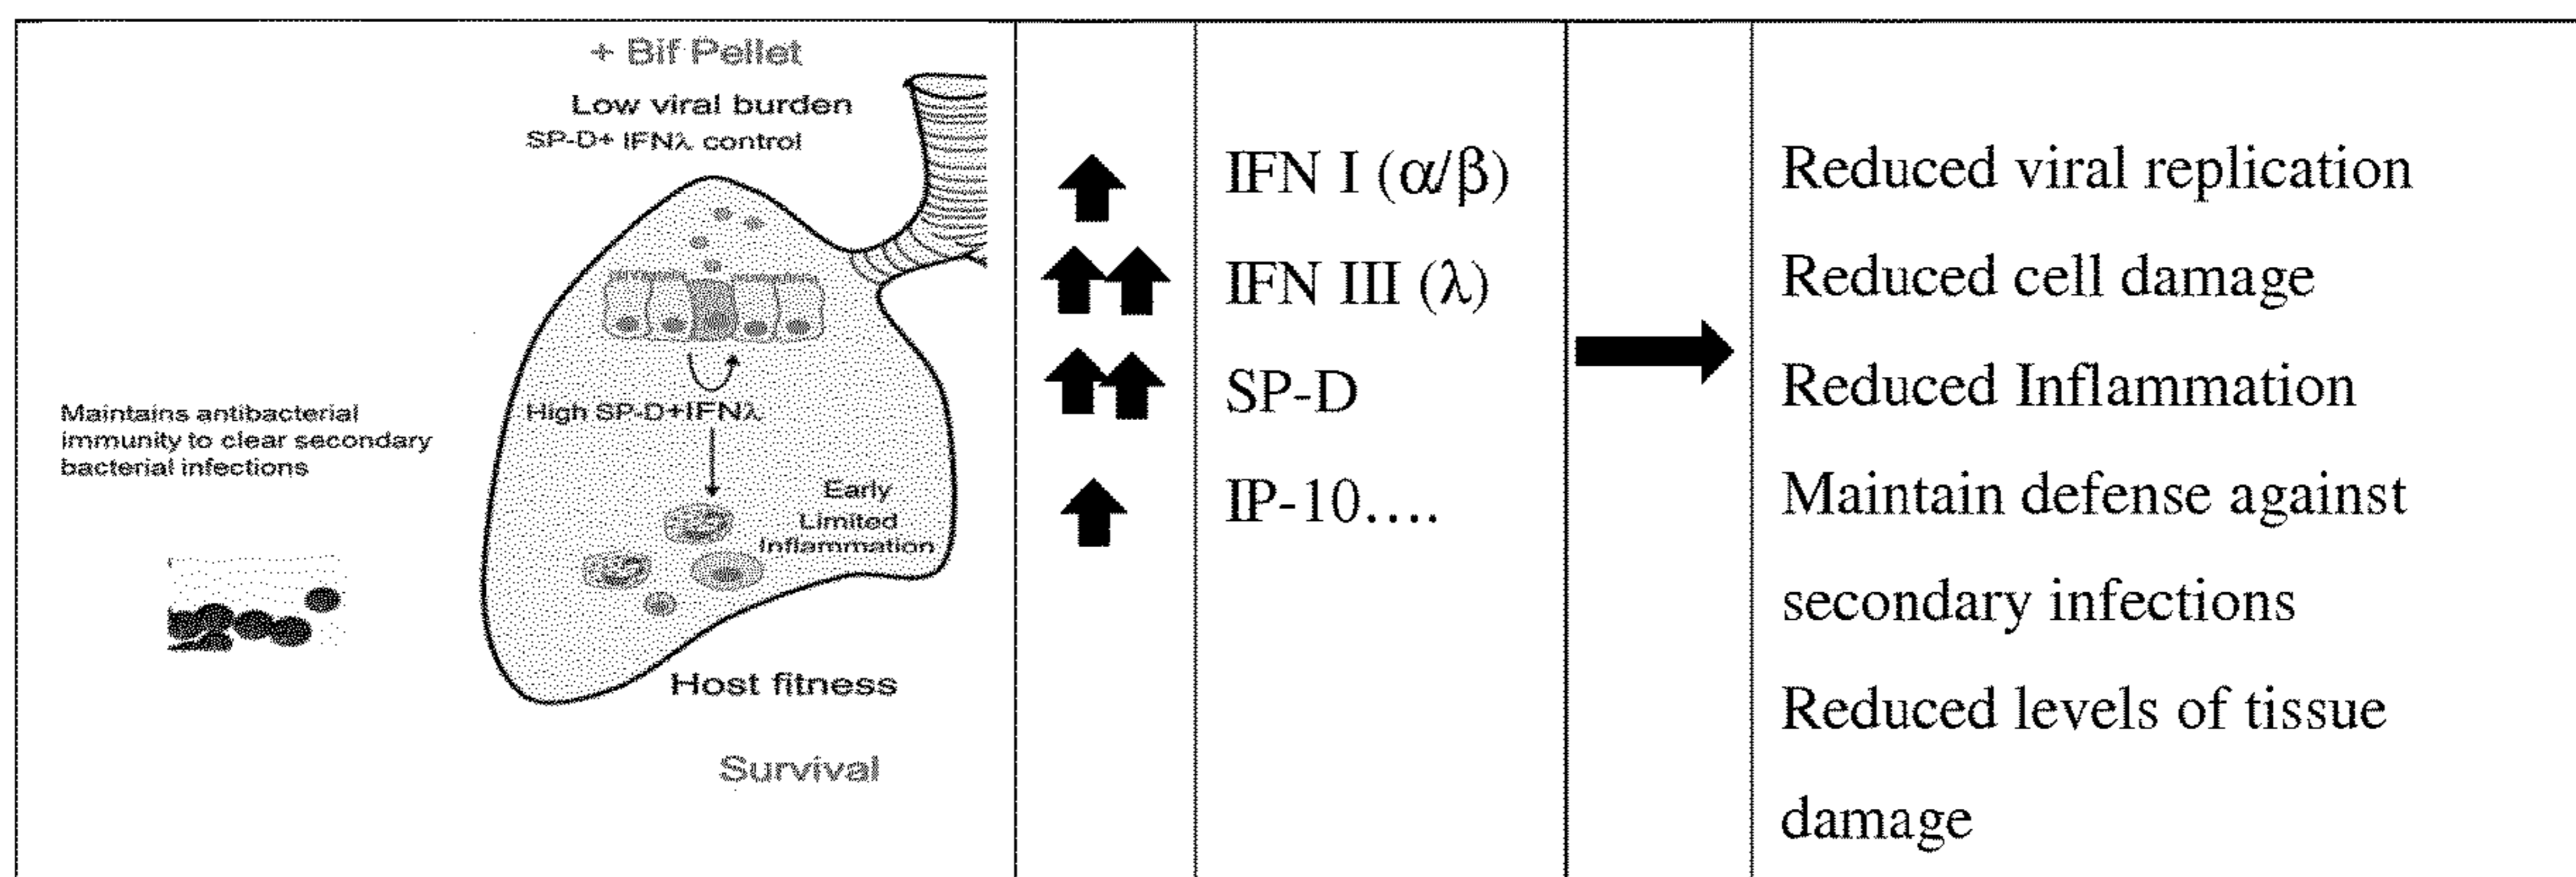 + Bif Pellet
Low viral burden
SP-D+ IFNλ control
High SP-D+IFNλ
Maintains antibacterial
immunity to clear secondary
bacterial infections
Early
Limited
Inflammation
Host fitness
Survival
IFN I (α/β)
IFN III (λ)
SP-D
IP-10….
Reduced viral replication
Reduced cell damage
Reduced Inflammation
Maintain defense against
secondary infections
Reduced levels of tissue
damage